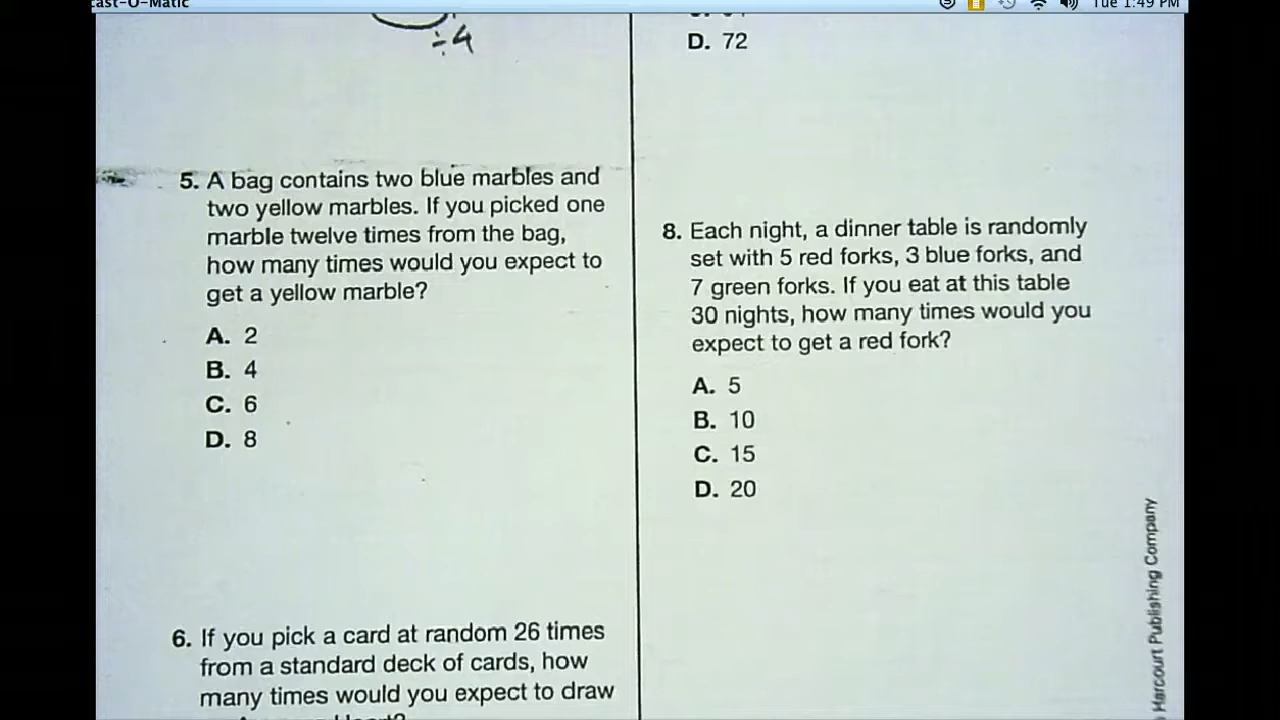 ast-O-Matic
Tue 1:49 PM
÷4
5. A bag contains two blue marbles and
two yellow marbles. If you picked one
marble twelve times from the bag,
how many times would you expect to
get a yellow marble?
A. 2
B. 4
C. 6
D. 8
6. If you pick a card at random 26 times
from a standard deck of cards, how
many times would you expect to draw
D. 72
8. Each night, a dinner table is randomly
set with 5 red forks, 3 blue forks, and
7 green forks. If you eat at this table
30 nights, how many times would you
expect to get a red fork?
A. 5
B. 10
C. 15
D. 20
Harcourt Publishing Company